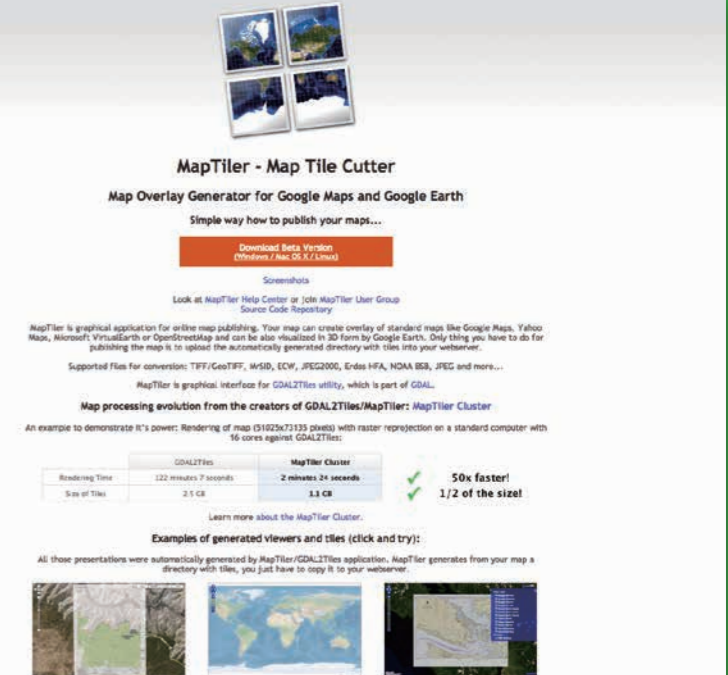 MapTiler - Map Tile Cutter
Map Overlay Generator for Google Maps and Google Earth
Simple way how to publish your maps...
Download Beta Version
(Windows / Mac OS X / Linux)
Screenshots
Look at MapTiler Help Center or join MapTiler User Group
Source Code Repository
MapTiler is graphical application for online map publishing. Your map can create overlay of standard maps like Google Maps, Yahoo
Maps, Microsoft VirtualEarth or OpenStreetMap and can be also visualized in 3D form by Google Earth. Only thing you have to do for
publishing the map is to upload the automatically generated directory with tiles into your webserver.
Supported files for conversion: TIFF/GeoTIFF, MrSID, ECW, JPEG2000, Erdas HFA, NOAA BSB, JPEG and more...
MapTiler is graphical interface for GDAL2Tiles utility, which is part of GDAL.
Map processing evolution from the creators of GDAL2Tiles/MapTiler: MapTiler Cluster
An example to demonstrate it's power: Rendering of map (51025x73135 pixels) with raster reprojection on a standard computer with
16 cores against GDAL2Tiles:
GDAL2Tiles MapTiler Cluster
Rendering Time 122 minutes 7 seconds 2 minutes 24 seconds 50x faster!
Size of Tiles 2.5 GB 1.1 GB 1/2 of the size!
Learn more about the MapTiler Cluster.
Examples of generated viewers and tiles (click and try):
All those presentations were automatically generated by MapTiler/GDAL2Tiles application. MapTiler generates from your map a
directory with tiles, you just have to copy it to your webserver.